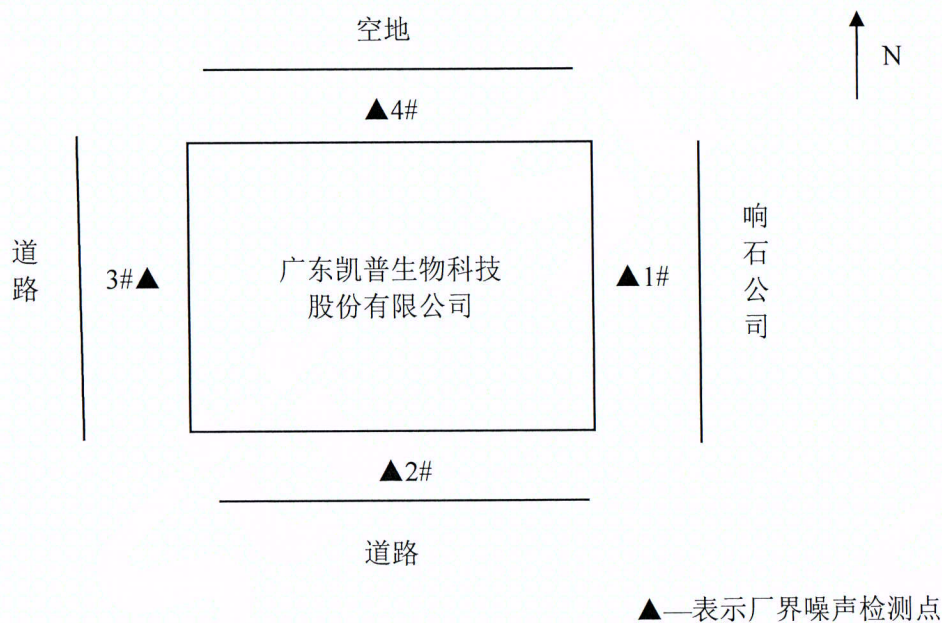 空地
N
▲4#
道路
3#▲
广东凯普生物科技
股份有限公司
▲1#
响石公司
▲2#
道路
▲—表示厂界噪声检测点